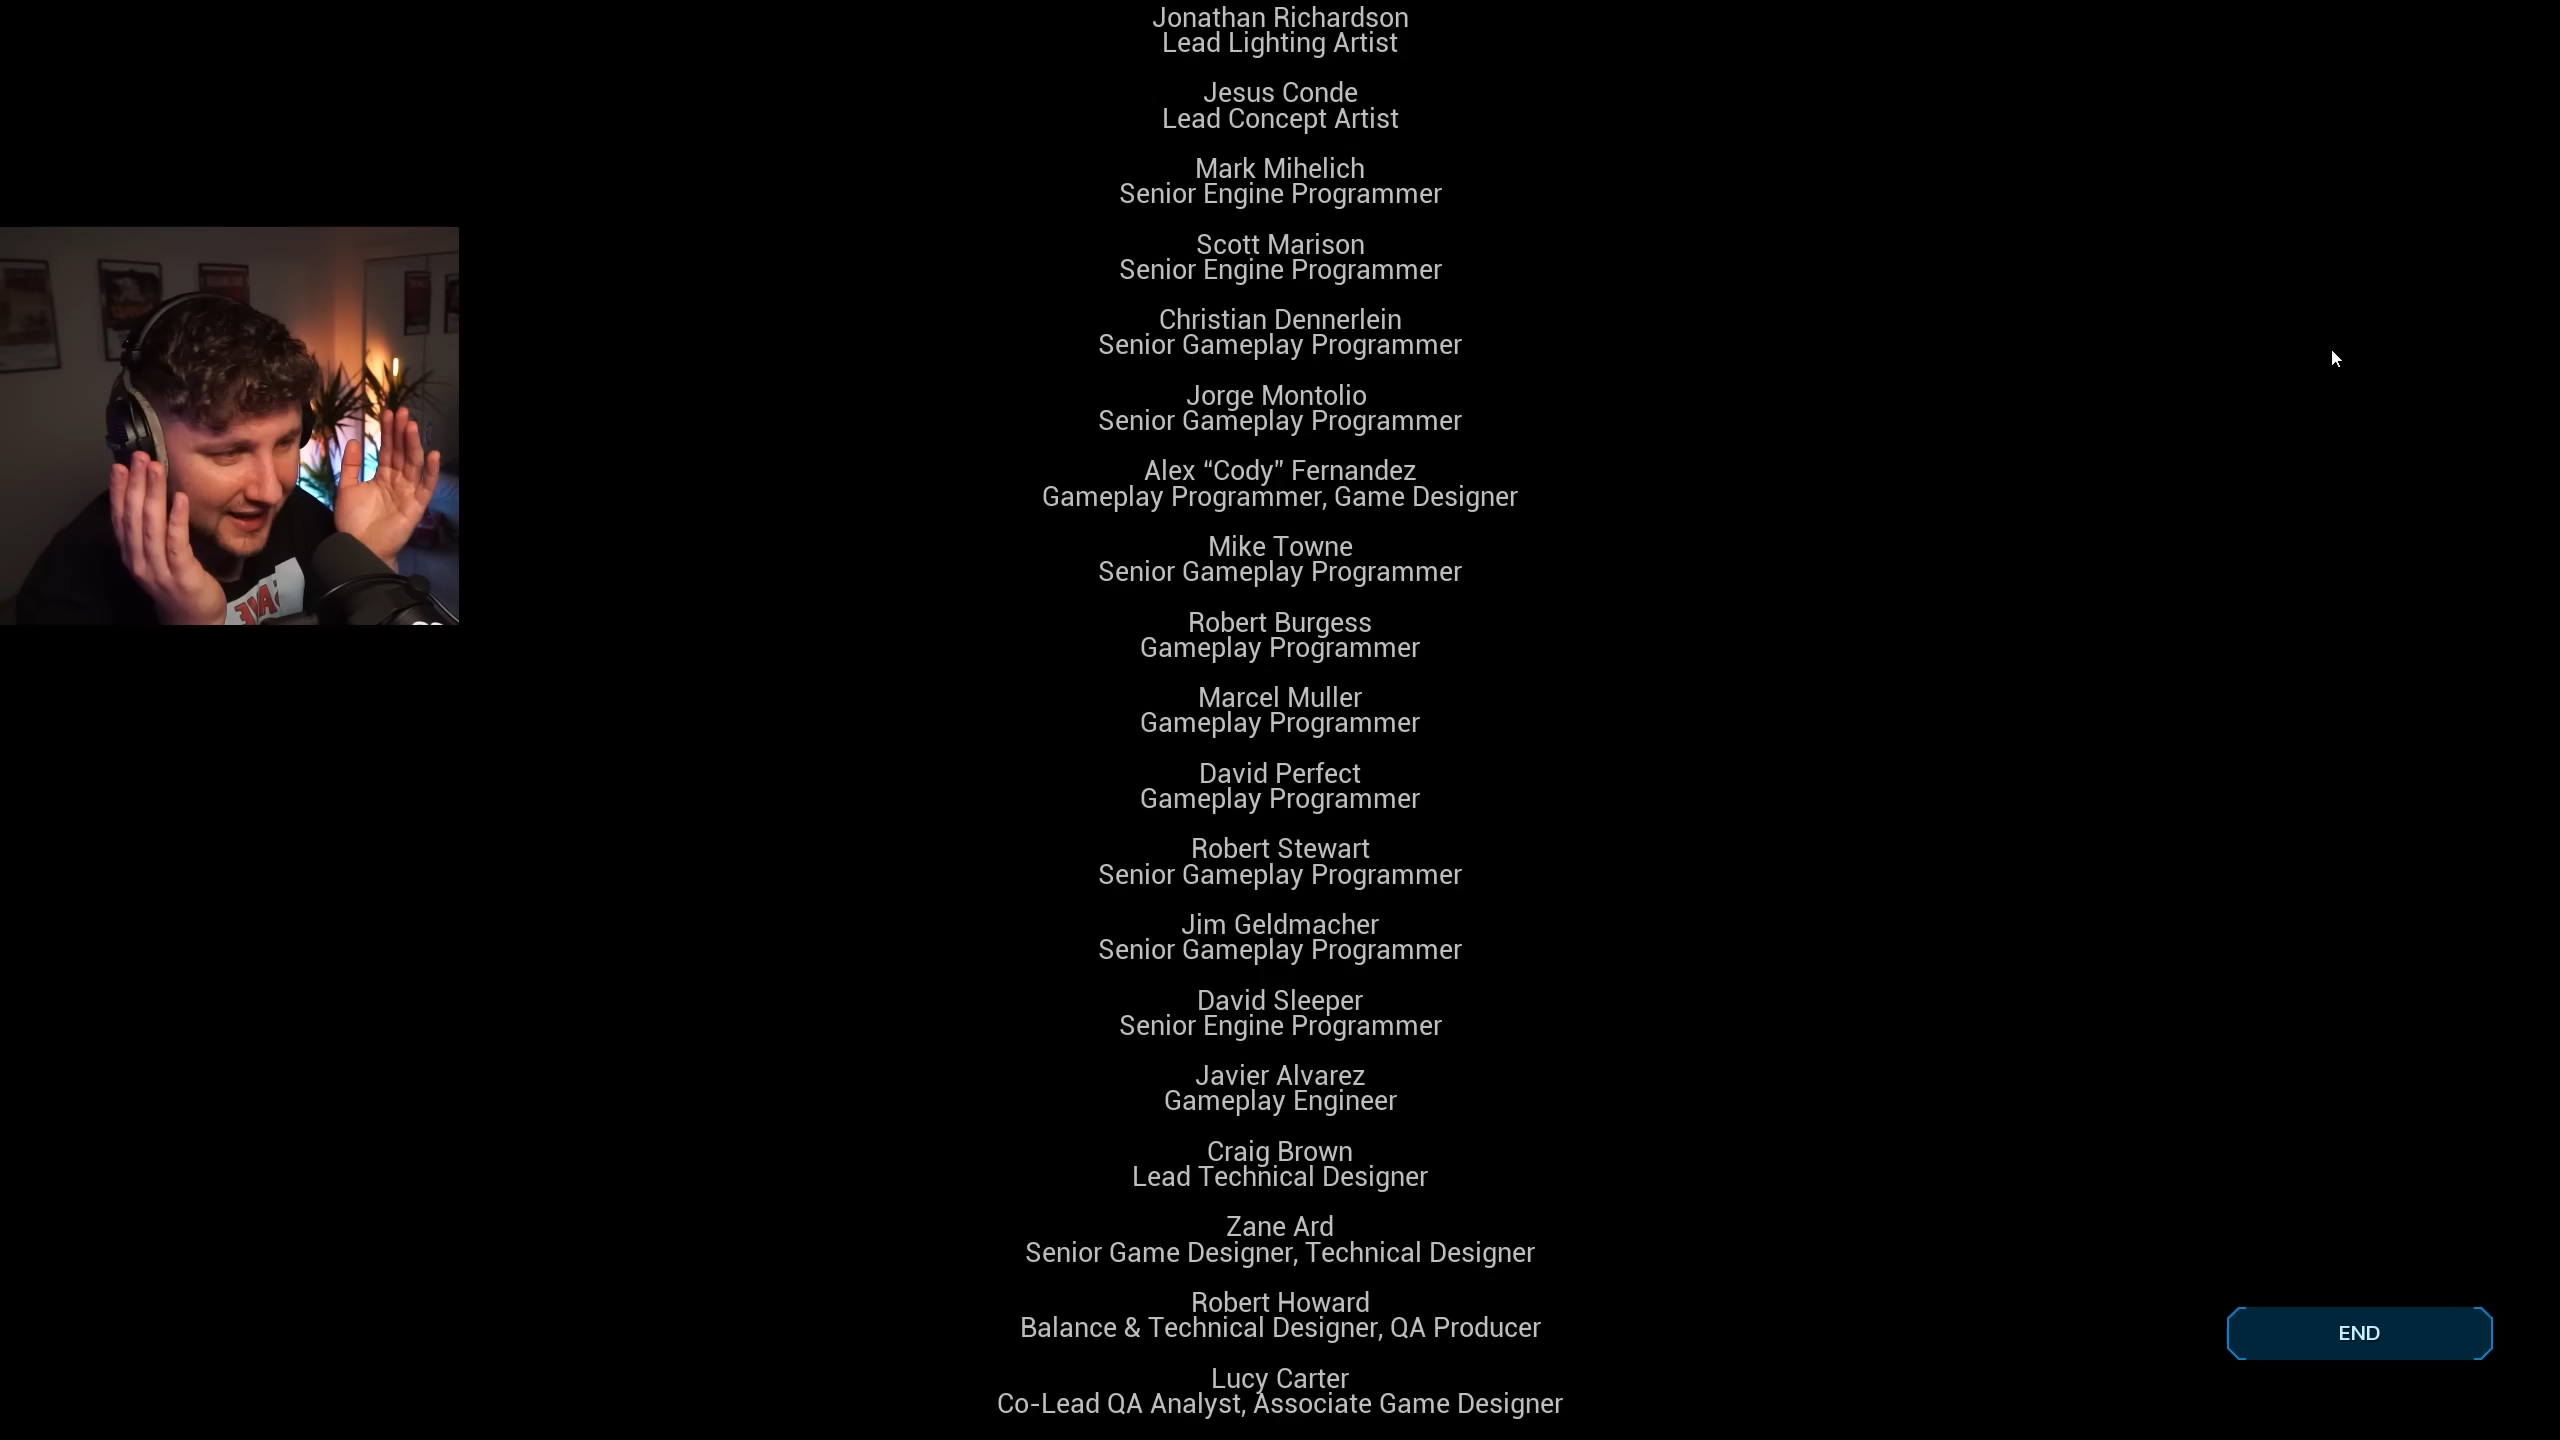 Jonathan Richardson
Lead Lighting Artist
Jesus Conde
Lead Concept Artist
Mark Mihelich
Senior Engine Programmer
Scott Marison
Senior Engine Programmer
Christian Dennerlein
Senior Gameplay Programmer
Jorge Montolio
Senior Gameplay Programmer
Alex “Cody” Fernandez
Gameplay Programmer, Game Designer
Mike Towne
Senior Gameplay Programmer
Robert Burgess
Gameplay Programmer
Marcel Muller
Gameplay Programmer
David Perfect
Gameplay Programmer
Robert Stewart
Senior Gameplay Programmer
Jim Geldmacher
Senior Gameplay Programmer
David Sleeper
Senior Engine Programmer
Javier Alvarez
Gameplay Engineer
Craig Brown
Lead Technical Designer
Zane Ard
Senior Game Designer, Technical Designer
Robert Howard
Balance & Technical Designer, QA Producer
Lucy Carter
Co-Lead QA Analyst, Associate Game Designer
END